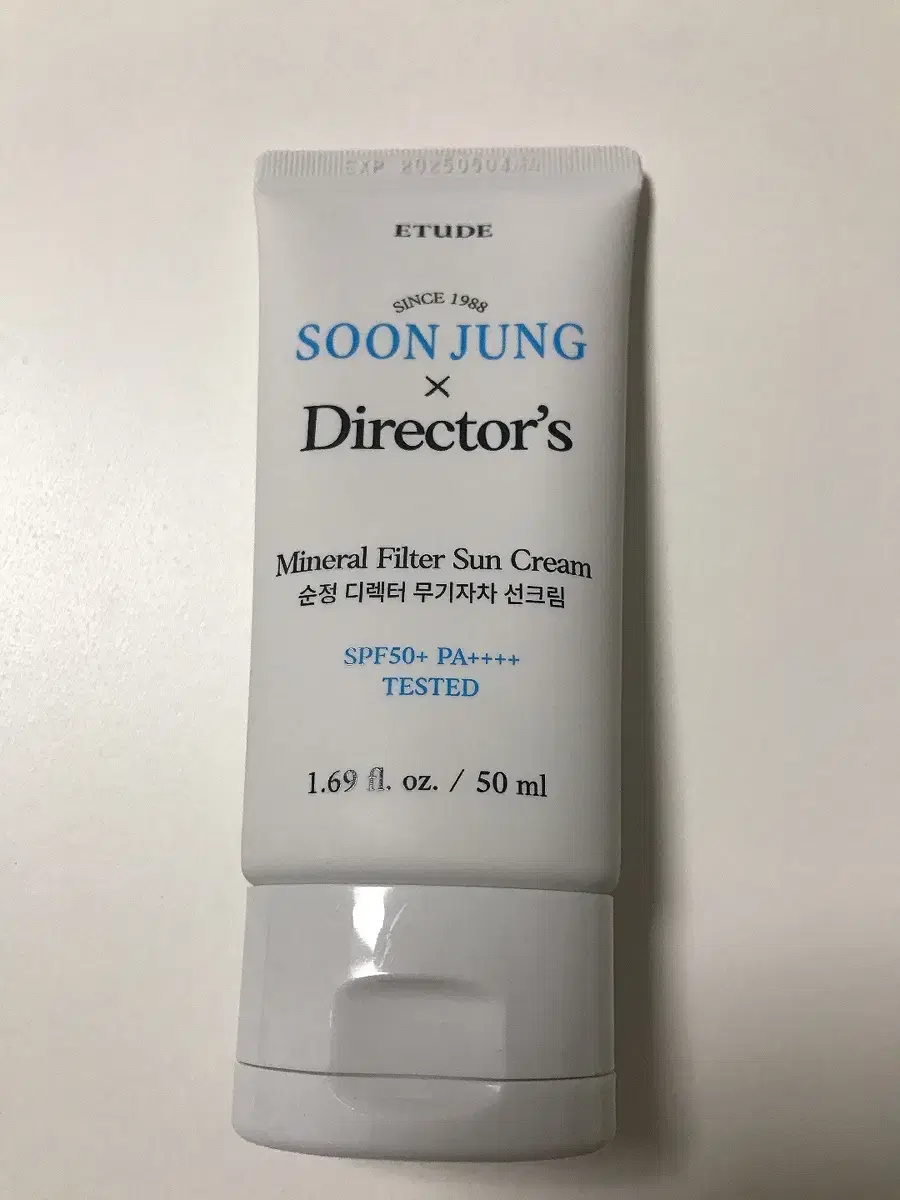 EXP 20250904
ETUDE
SINCE 1988
SOON JUNG
×
Director's
Mineral Filter Sun Cream
순정 디렉터 무기자차 선크림
SPF50+ PA++++
TESTED
1.69 fl. oz. / 50 ml